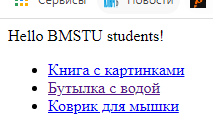 Сервисы
Новости
Hello BMSTU students!
Книга с картинками
Бутылка с водой
Коврик для мышки